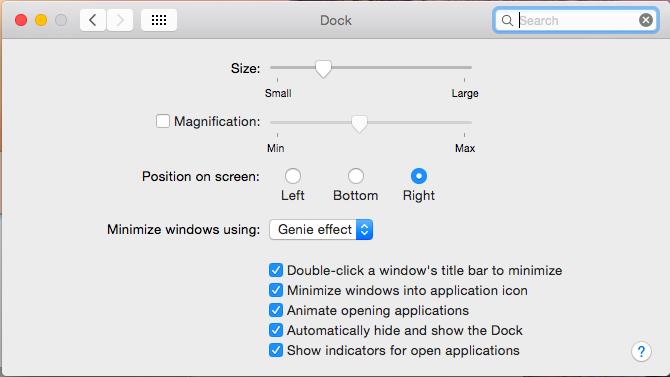 Dock
Search
Size:
Small Large
Magnification:
Min Max
Position on screen:
Left Bottom Right
Minimize windows using: Genie effect
Double-click a window's title bar to minimize
Minimize windows into application icon
Animate opening applications
Automatically hide and show the Dock
Show indicators for open applications
?